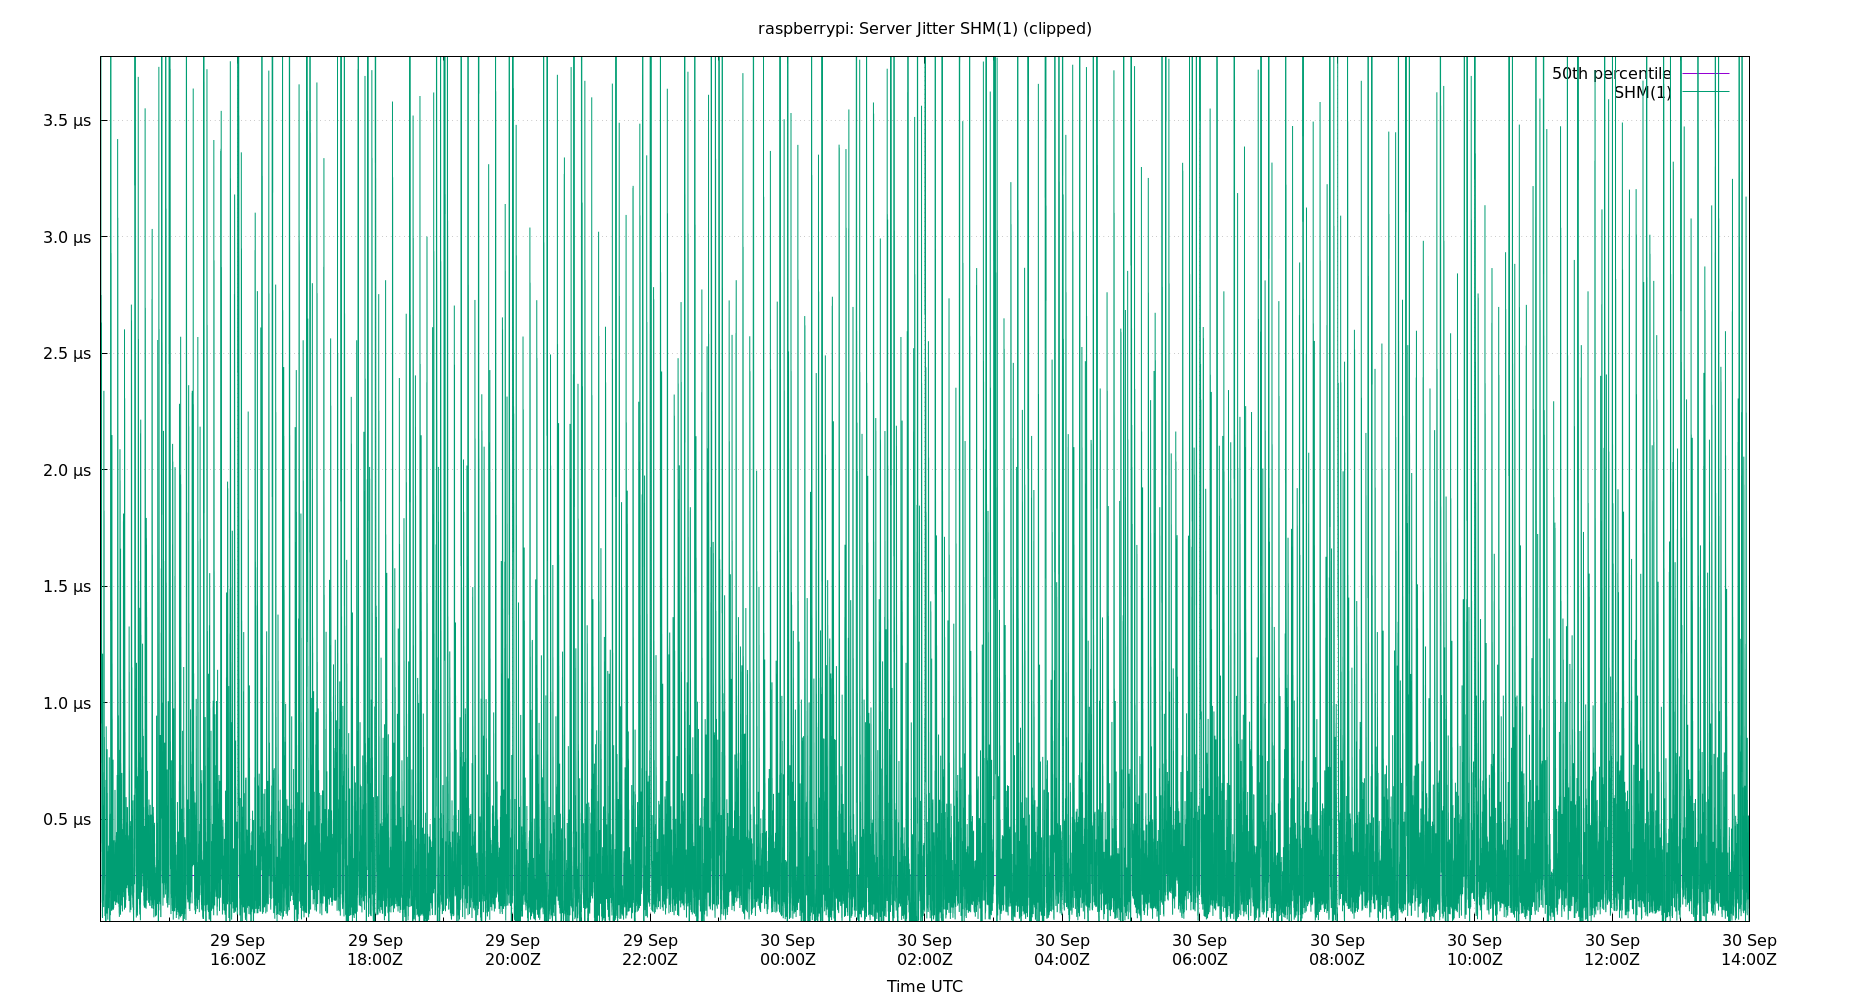 raspberrypi: Server Jitter SHM(1) (clipped)
50th percentile
SHM(1)
3.5 µs
3.0 µs
2.5 µs
2.0 µs
1.5 µs
1.0 µs
0.5 µs
29 Sep 29 Sep 29 Sep 29 Sep 30 Sep 30 Sep 30 Sep 30 Sep 30 Sep 30 Sep 30 Sep 30 Sep
16:00Z 18:00Z 20:00Z 22:00Z 00:00Z 02:00Z 04:00Z 06:00Z 08:00Z 10:00Z 12:00Z 14:00Z
Time UTC